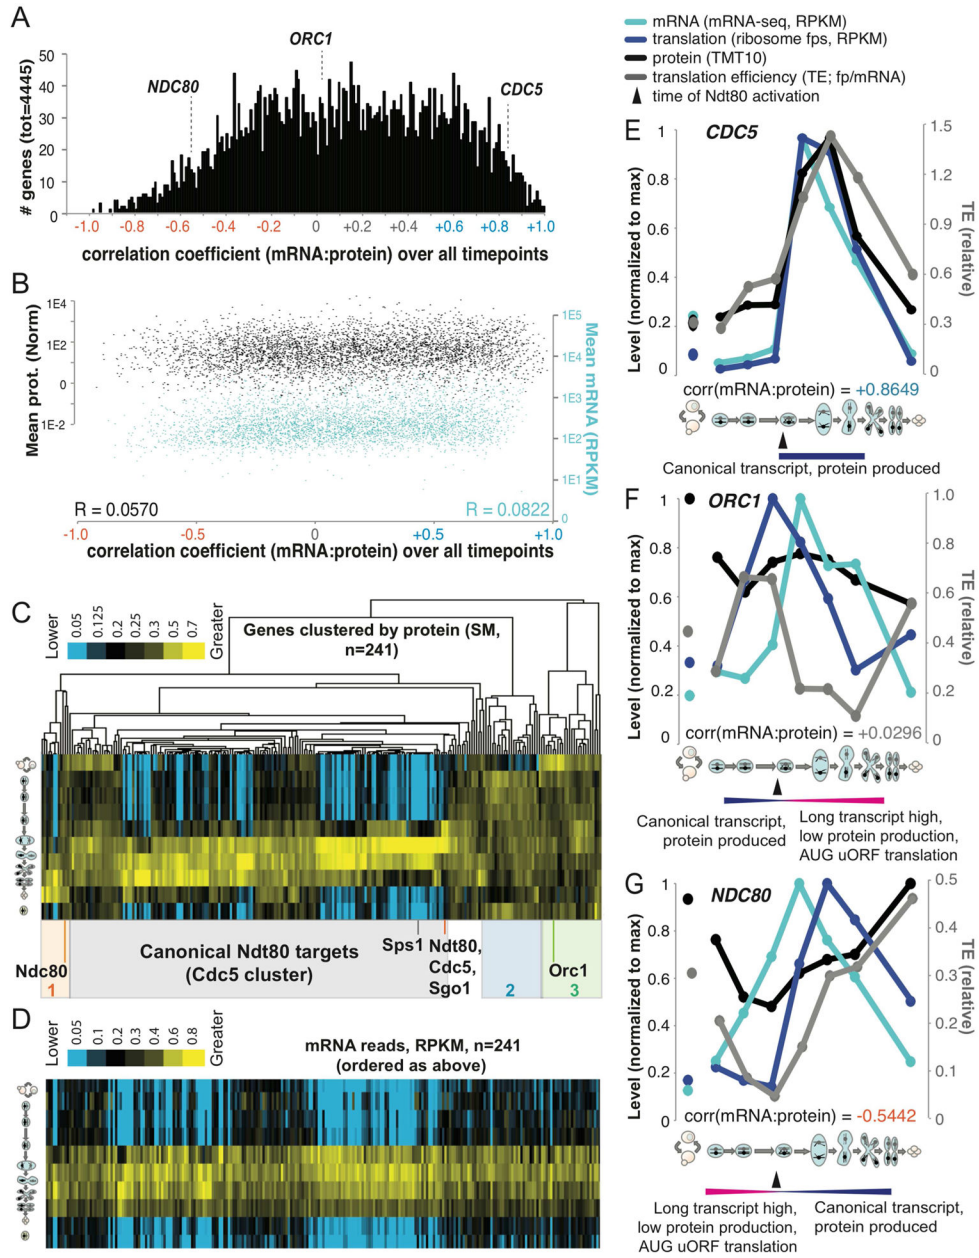 A
ORC1
NDC80
CDC5
# genes (tot=4445)
50
40
30
20
10
0
-1.0 -0.8 -0.6 -0.4 -0.2 0 +0.2 +0.4 +0.6 +0.8 +1.0
correlation coefficient (mRNA:protein) over all timepoints
B
Mean prot. (Norm)
1E4
1E2
0
1E-2
Mean mRNA (RPKM)
1E5
1E4
1E3
1E2
1E1
0
R = 0.0570
R = 0.0822
-1.0 -0.5 0 +0.5 +1.0
correlation coefficient (mRNA:protein) over all timepoints
C
Lower 0.05 0.125 0.2 0.25 0.3 0.5 0.7 Greater
Genes clustered by protein (SM,
n=241)
Ndc80
1
Canonical Ndt80 targets
(Cdc5 cluster)
Sps1
Ndt80,
Cdc5,
Sgo1
2
Orc1
3
D
Lower 0.05 0.1 0.2 0.3 0.4 0.6 0.8 Greater
mRNA reads, RPKM, n=241
(ordered as above)
mRNA (mRNA-seq, RPKM)
translation (ribosome fps, RPKM)
protein (TMT10)
translation efficiency (TE; fp/mRNA)
time of Ndt80 activation
E
CDC5
Level (normalized to max)
1
0.8
0.6
0.4
0.2
0
TE (relative)
1.5
1.2
0.9
0.6
0.3
0
corr(mRNA:protein) = +0.8649
Canonical transcript, protein produced
F
ORC1
Level (normalized to max)
1
0.8
0.6
0.4
0.2
0
TE (relative)
1.0
0.8
0.6
0.4
0.2
0
corr(mRNA:protein) = +0.0296
Canonical transcript,
protein produced
Long transcript high,
low protein production,
AUG uORF translation
G
NDC80
Level (normalized to max)
1
0.8
0.6
0.4
0.2
0
TE (relative)
0.5
0.4
0.3
0.2
0.1
0
corr(mRNA:protein) = -0.5442
Long transcript high,
low protein production,
AUG uORF translation
Canonical transcript,
protein produced